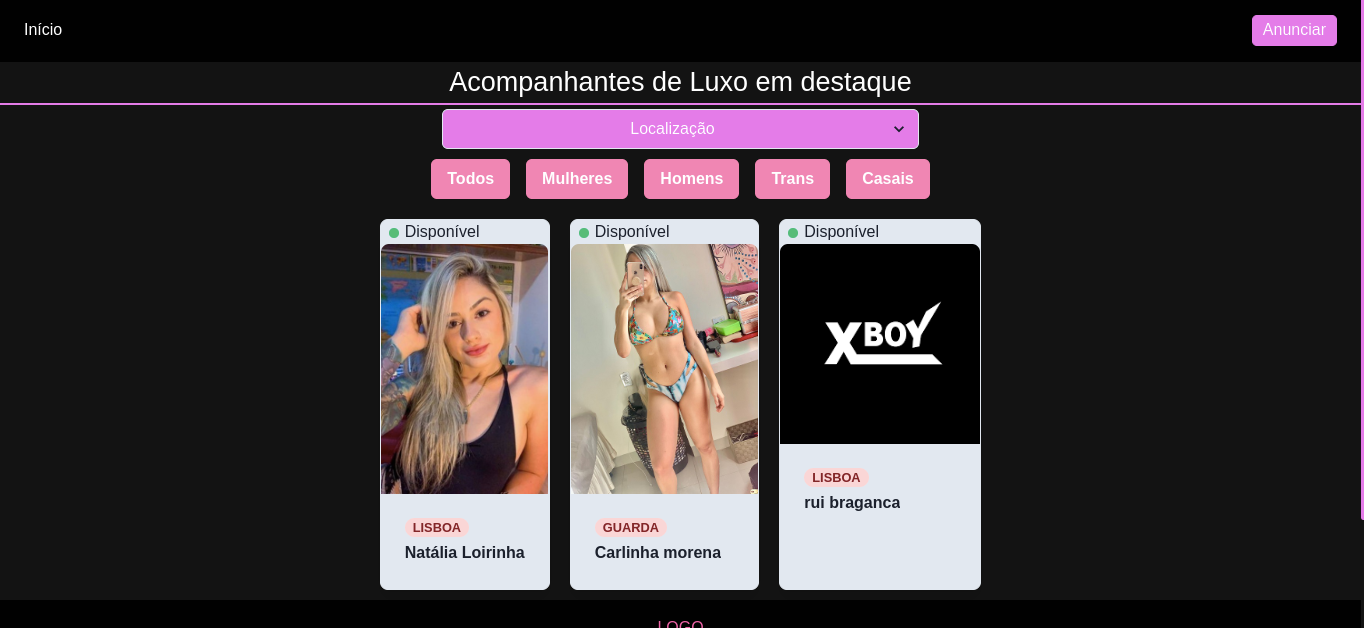 Início
Anunciar
Acompanhantes de Luxo em destaque
Localização
Todos
Mulheres
Homens
Trans
Casais
Disponível
Disponível
Disponível
XBOY
LISBOA
Natália Loirinha
GUARDA
Carlinha morena
LISBOA
rui braganca
LOGO